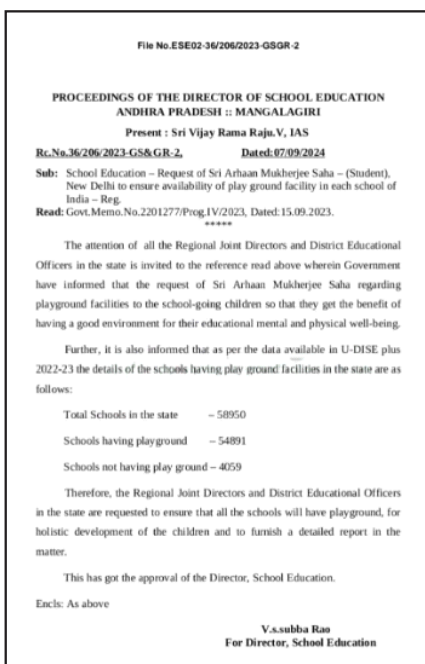 File No.ESE02-36/206/2023-GSGR-2
PROCEEDINGS OF THE DIRECTOR OF SCHOOL EDUCATION
ANDHRA PRADESH :: MANGALAGIRI
Present : Sri Vijay Rama Raju.V, IAS
Rc.No.36/206/2023-GS&GR-2, Dated:07/09/2024
Sub: School Education – Request of Sri Arhaan Mukherjee Saha – (Student),
New Delhi to ensure availability of play ground facility in each school of
India – Reg.
Read: Govt.Memo.No.2201277/Prog.IV/2023, Dated:15.09.2023.
*****
The attention of all the Regional Joint Directors and District Educational
Officers in the state is invited to the reference read above wherein Government
have informed that the request of Sri Arhaan Mukherjee Saha regarding
playground facilities to the school-going children so that they get the benefit of
having a good environment for their educational mental and physical well-being.
Further, it is also informed that as per the data available in U-DISE plus
2022-23 the details of the schools having play ground facilities in the state are as
follows:
Total Schools in the state – 58950
Schools having playground – 54891
Schools not having play ground – 4059
Therefore, the Regional Joint Directors and District Educational Officers
in the state are requested to ensure that all the schools will have playground, for
holistic development of the children and to furnish a detailed report in the
matter.
This has got the approval of the Director, School Education.
Encls: As above
V.s.subba Rao
For Director, School Education